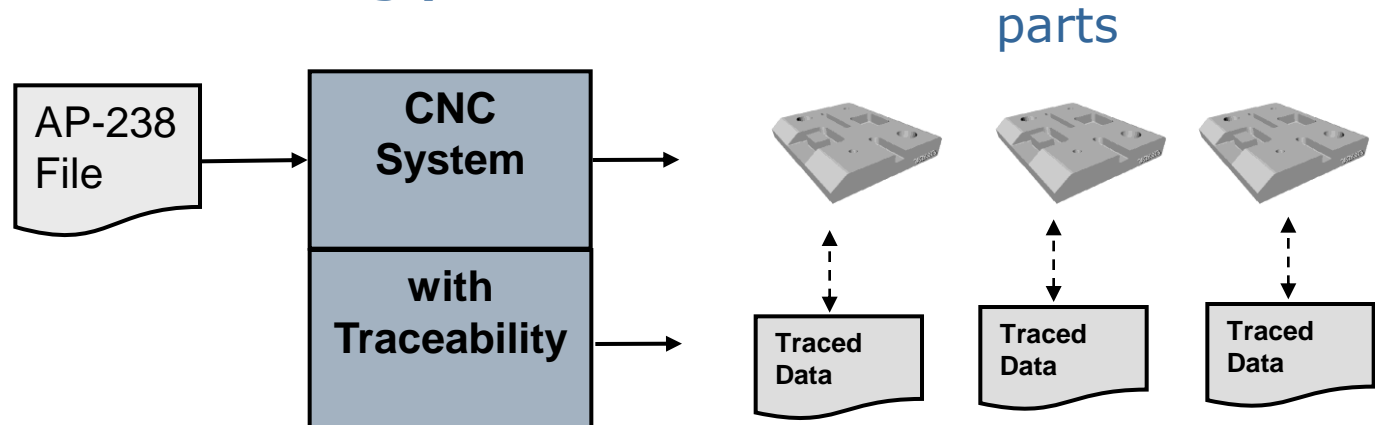 parts
AP-238
File
CNC
System
with
Traceability
Traced
Data
Traced
Data
Traced
Data